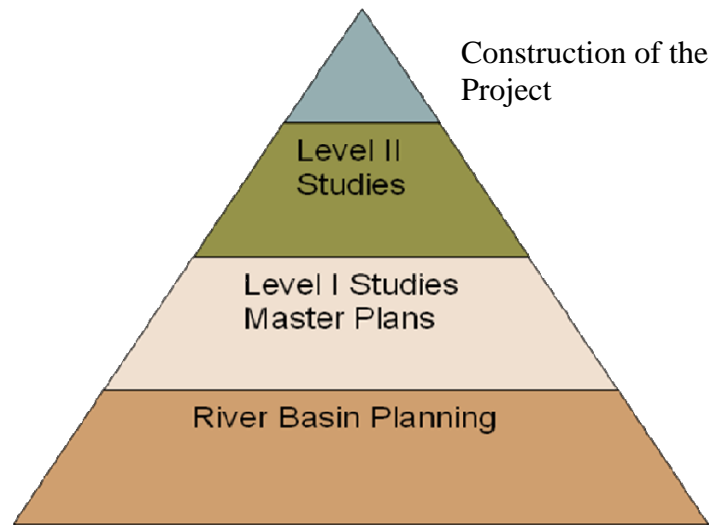 Construction of the
Project
Level II
Studies
Level I Studies
Master Plans
River Basin Planning